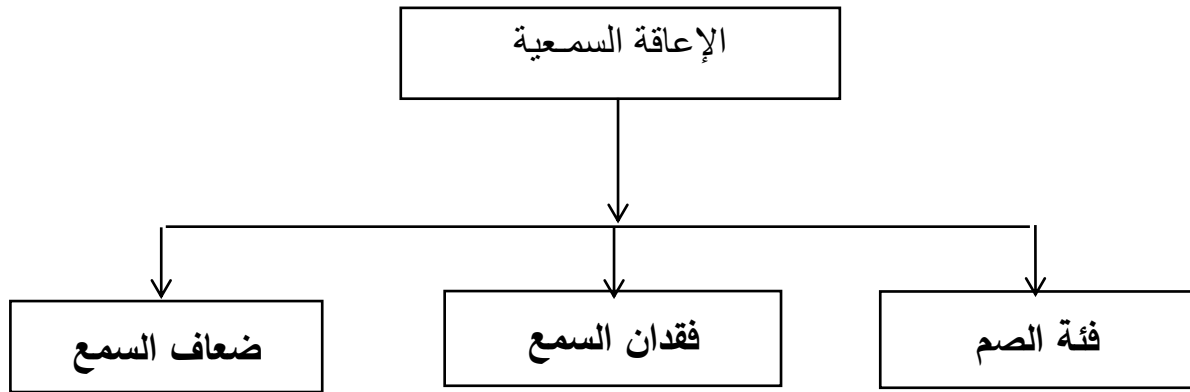 الإعاقة السمعية
فئة الصم
فقدان السمع
ضعاف السمع